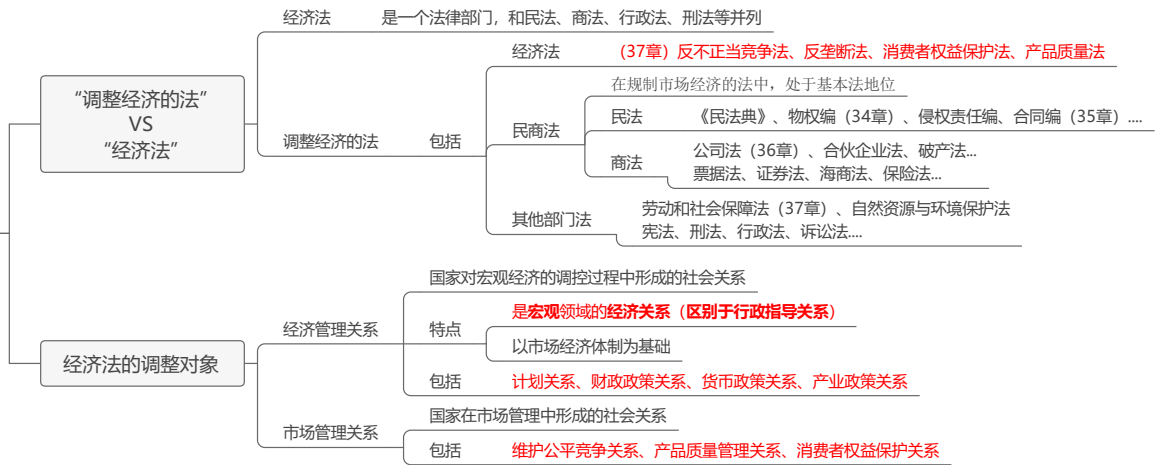 “调整经济的法”
VS
“经济法”
经济法
是一个法律部门，和民法、商法、行政法、刑法等并列
调整经济的法
包括
经济法
（37章）反不正当竞争法、反垄断法、消费者权益保护法、产品质量法
民商法
在规制市场经济的法中，处于基本法地位
民法
《民法典》、物权编（34章）、侵权责任编、合同编（35章）....
商法
公司法（36章）、合伙企业法、破产法...
票据法、证券法、海商法、保险法...
其他部门法
劳动和社会保障法（37章）、自然资源与环境保护法
宪法、刑法、行政法、诉讼法....
经济法的调整对象
经济管理关系
国家对宏观经济的调控过程中形成的社会关系
特点
是宏观领域的经济关系（区别于行政指导关系）
以市场经济体制为基础
包括
计划关系、财政政策关系、货币政策关系、产业政策关系
市场管理关系
国家在市场管理中形成的社会关系
包括
维护公平竞争关系、产品质量管理关系、消费者权益保护关系